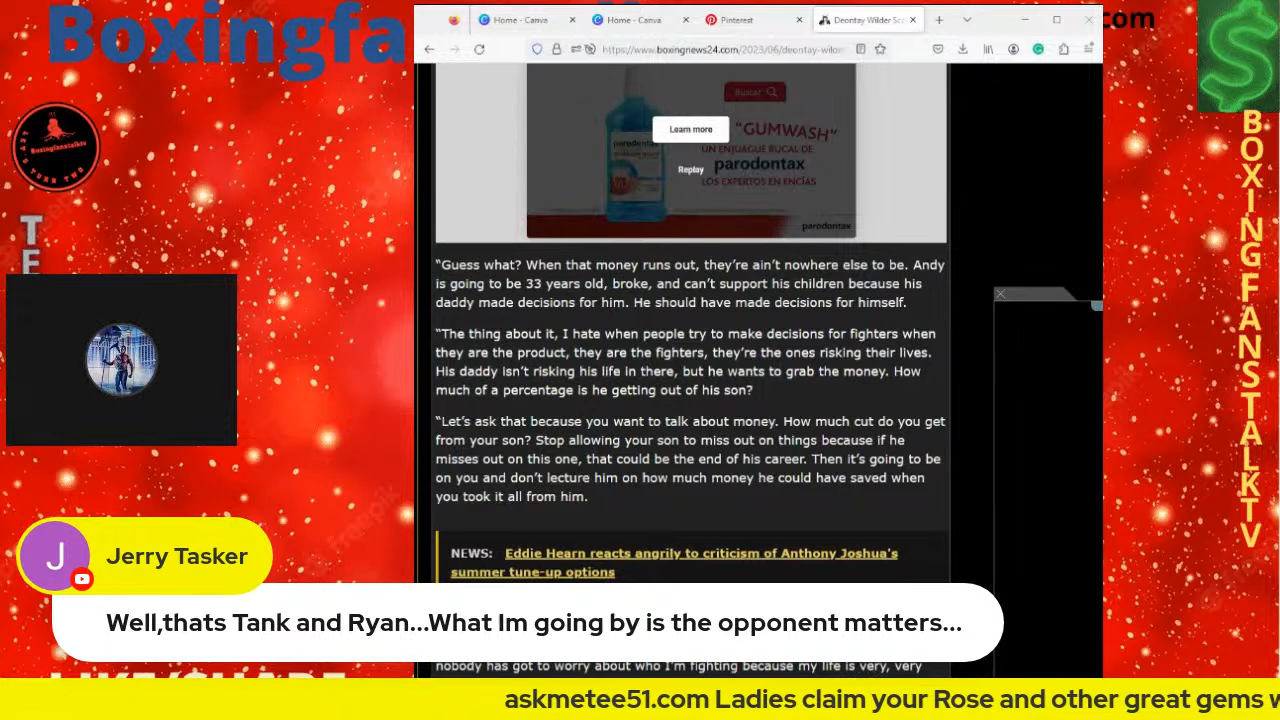 Boxingfa
com
Home - Canva
Home - Canva
Pinterest
Deontay Wilder Sco
https://www.boxingnews24.com/2023/06/deontay-wilder
Boxingfanstalktv
TURN TWO
T
E
BOXINGFANSTALKTV
Buscar
Learn more
"GUMWASH"
UN ENJUAGUE BUCAL DE
parodontax
Replay
LOS EXPERTOS EN ENCÍAS
parodontax
parodontax
“Guess what? When that money runs out, they’re ain’t nowhere else to be. Andy
is going to be 33 years old, broke, and can’t support his children because his
daddy made decisions for him. He should have made decisions for himself.
“The thing about it, I hate when people try to make decisions for fighters when
they are the product, they are the fighters, they’re the ones risking their lives.
His daddy isn’t risking his life in there, but he wants to grab the money. How
much of a percentage is he getting out of his son?
“Let’s ask that because you want to talk about money. How much cut do you get
from your son? Stop allowing your son to miss out on things because if he
misses out on this one, that could be the end of his career. Then it’s going to be
on you and don’t lecture him on how much money he could have saved when
you took it all from him.
NEWS: Eddie Hearn reacts angrily to criticism of Anthony Joshua's
summer tune-up options
J
Jerry Tasker
Well,thats Tank and Ryan...What Im going by is the opponent matters...
nobody has got to worry about who I’m fighting because my life is very, very
LIKE/SHARE
askmetee51.com Ladies claim your Rose and other great gems w